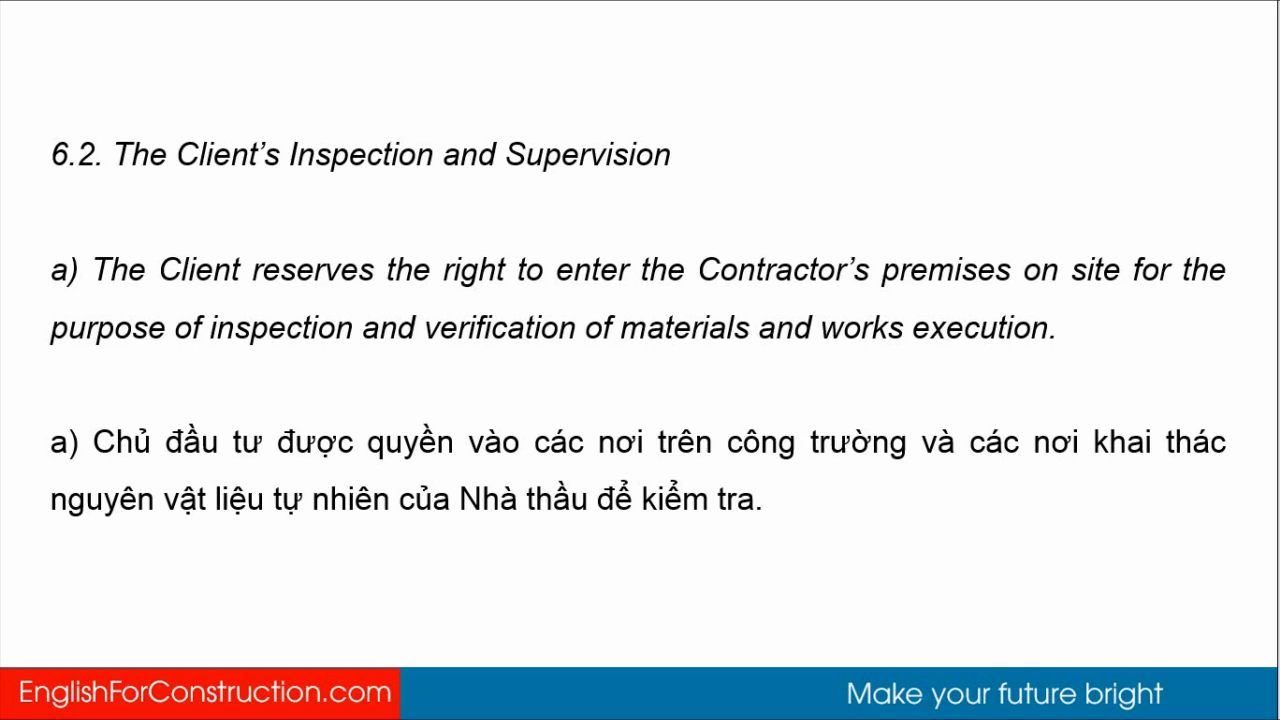 6.2. The Client’s Inspection and Supervision
a) The Client reserves the right to enter the Contractor’s premises on site for the
purpose of inspection and verification of materials and works execution.
a) Chủ đầu tư được quyền vào các nơi trên công trường và các nơi khai thác
nguyên vật liệu tự nhiên của Nhà thầu để kiểm tra.
EnglishForConstruction.com
Make your future bright